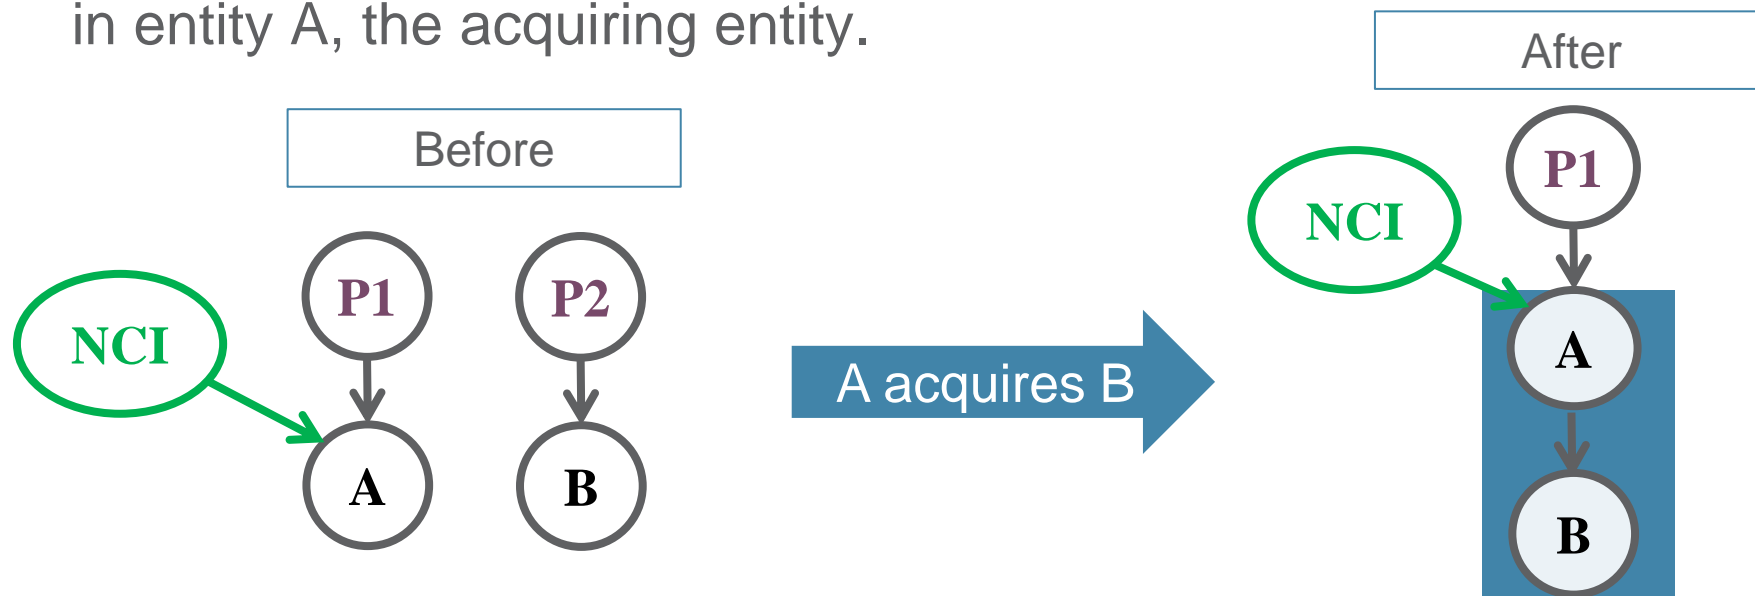 in entity A, the acquiring entity.
After
Before
P1
NCI
P1
P2
NCI
A acquires B
A
A
B
B